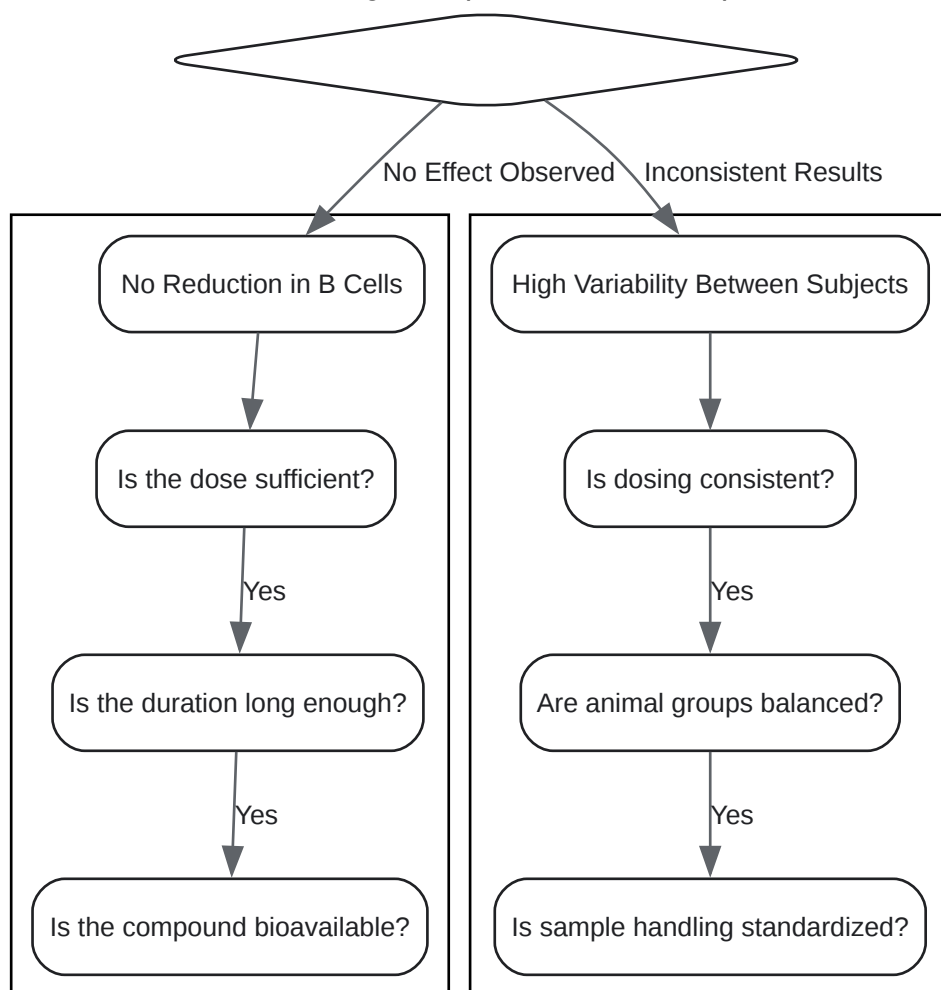 No Effect Observed
Inconsistent Results
No Reduction in B Cells
High Variability Between Subjects
Is the dose sufficient?
Is dosing consistent?
Yes
Yes
Is the duration long enough?
Are animal groups balanced?
Yes
Yes
Is the compound bioavailable?
Is sample handling standardized?